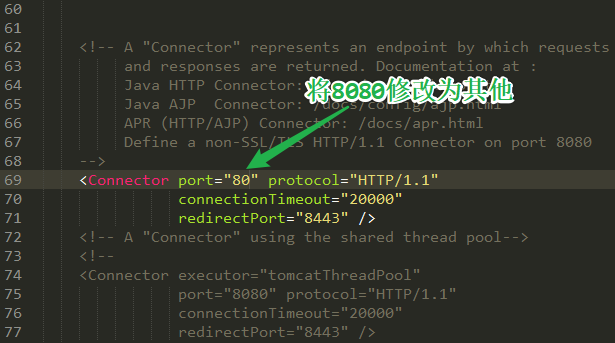 60
61
62 <!-- A "Connector" represents an endpoint by which requests
63 and responses are returned. Documentation at :
64 Java HTTP Connector:
将8080修改为其他
65 Java AJP Connector: /docs/config/ajp.html
66 APR (HTTP/AJP) Connector: /docs/apr.html
67 Define a non-SSL/TLS HTTP/1.1 Connector on port 8080
68 -->
69 <Connector port="80" protocol="HTTP/1.1"
70 connectionTimeout="20000"
71 redirectPort="8443" />
72 <!-- A "Connector" using the shared thread pool-->
73 <!--
74 <Connector executor="tomcatThreadPool"
75 port="8080" protocol="HTTP/1.1"
76 connectionTimeout="20000"
77 redirectPort="8443" />